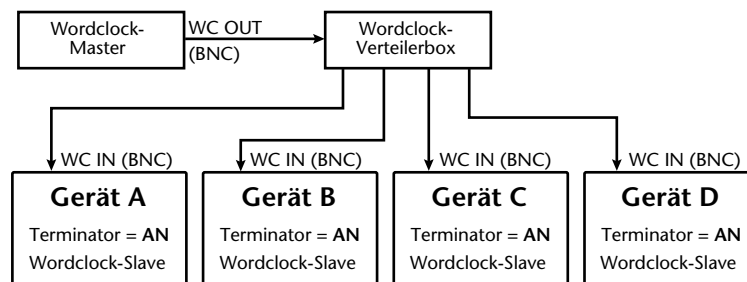 Wordclock-
Master
WC OUT
(BNC)
Wordclock-
Verteilerbox
WC IN (BNC)
WC IN (BNC)
WC IN (BNC)
WC IN (BNC)
Gerät A
Terminator = AN
Wordclock-Slave
Gerät B
Terminator = AN
Wordclock-Slave
Gerät C
Terminator = AN
Wordclock-Slave
Gerät D
Terminator = AN
Wordclock-Slave